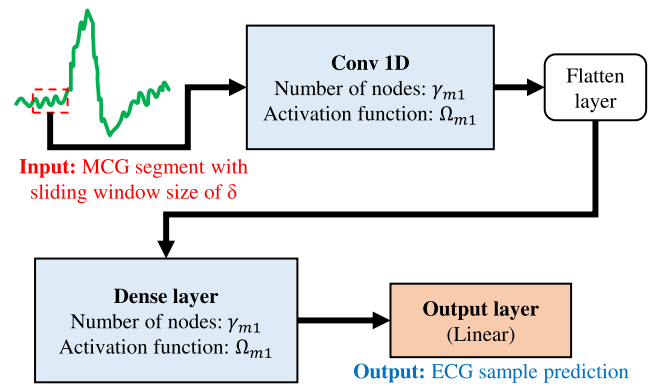 Conv 1D
Number of nodes: γm1
Activation function: Ωm1
Flatten
layer
Input: MCG segment with
sliding window size of δ
Dense layer
Number of nodes: γm1
Activation function: Ωm1
Output layer
(Linear)
Output: ECG sample prediction